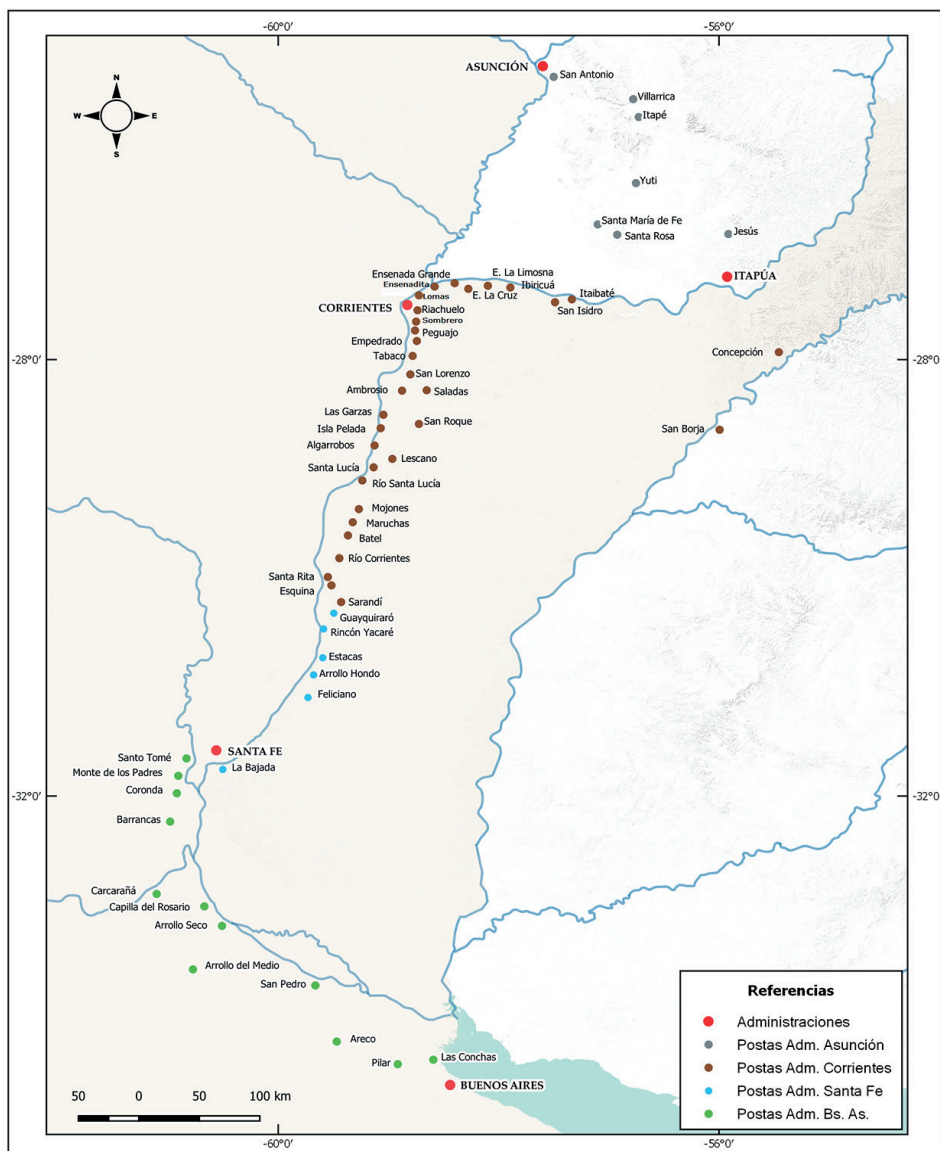 -60°0'
-56°0'
N
W
E
S
ASUNCIÓN
San Antonio
Villarrica
Itapé
Yuti
Santa María de Fe
Santa Rosa
Jesús
ITAPÚA
Ensenada Grande
E. La Limosna
Ensenadita
Ibiricuá
E. La Cruz
Itaibaté
Lomas
San Isidro
CORRIENTES
Riachuelo
Sombrero
Peguajo
Empedrado
Tabaco
Concepción
-28°0'
-28°0'
San Lorenzo
Ambrosio
Saladas
Las Garzas
San Roque
Isla Pelada
San Borja
Algarrobos
Lescano
Santa Lucía
Río Santa Lucía
Mojones
Maruchas
Batel
Río Corrientes
Santa Rita
Esquina
Sarandí
Guayquiraró
Rincón Yacaré
Estacas
Arrollo Hondo
Feliciano
SANTA FE
Santo Tomé
La Bajada
Monte de los Padres
Coronda
-32°0'
-32°0'
Barrancas
Carcarañá
Capilla del Rosario
Arrollo Seco
Arrollo del Medio
San Pedro
Areco
Pilar
Las Conchas
BUENOS AIRES
Referencias
Administraciones
Postas Adm. Asunción
Postas Adm. Corrientes
Postas Adm. Santa Fe
Postas Adm. Bs. As.
50 0 50 100 km
-60°0'
-56°0'